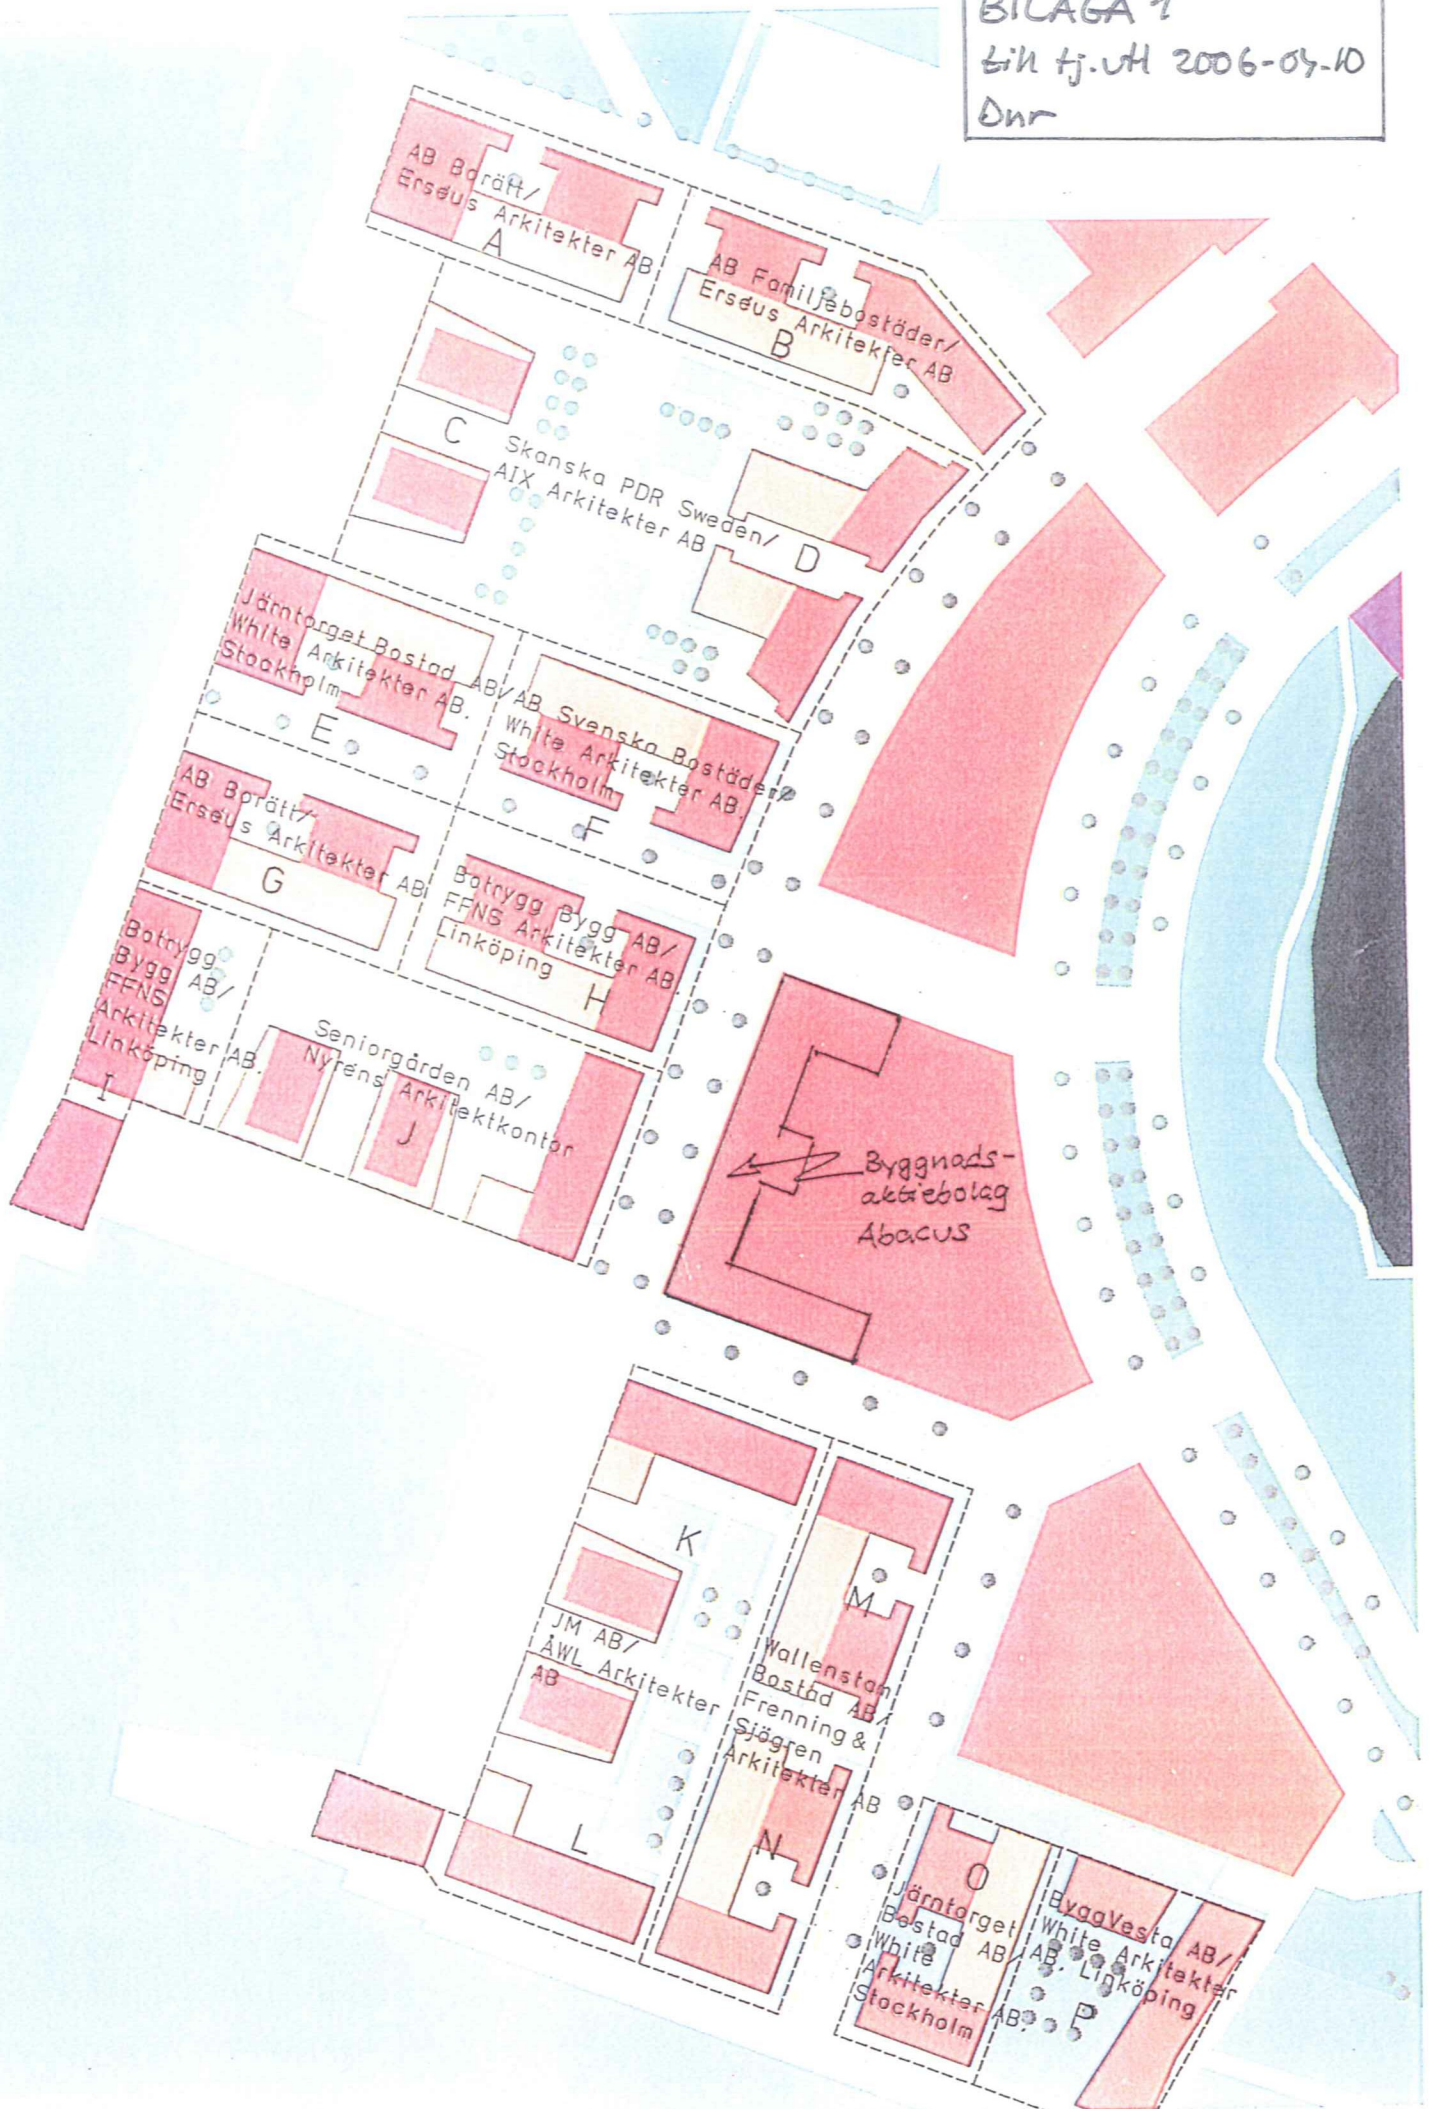 BILAGA 1
till tj.utl 2006-04-10
Dnr
AB Borätt/
Erséus Arkitekter AB
A
AB Familjebostäder/
Erséus Arkitekter AB
B
C
Skanska PDR Sweden/
AIX Arkitekter AB
D
Järntorget Bostad AB/
White Arkitekter AB.
Stockholm
E
AB Svenska Bostäder/
White Arkitekter AB.
Stockholm
F
AB Borätt/
Erséus Arkitekter AB
G
Botrygg Bygg AB/
FFNS Arkitekter AB.
Linköping
H
Botrygg
Bygg AB/
FFNS
Arkitekter AB.
Linköping
I
Seniorgården AB/
Nyréns Arkitektkontor
J
Byggnads-
aktiebolag
Abacus
K
JM AB/
ÅWL Arkitekter
AB
L
M
Wallenstam
Bostad AB/
Frenning &
Sjögren
Arkitekter AB
N
O
Järntorget
Bostad AB/
White
Arkitekter AB.
Stockholm
ByggVesta AB/
White Arkitekter
AB. Linköping
P